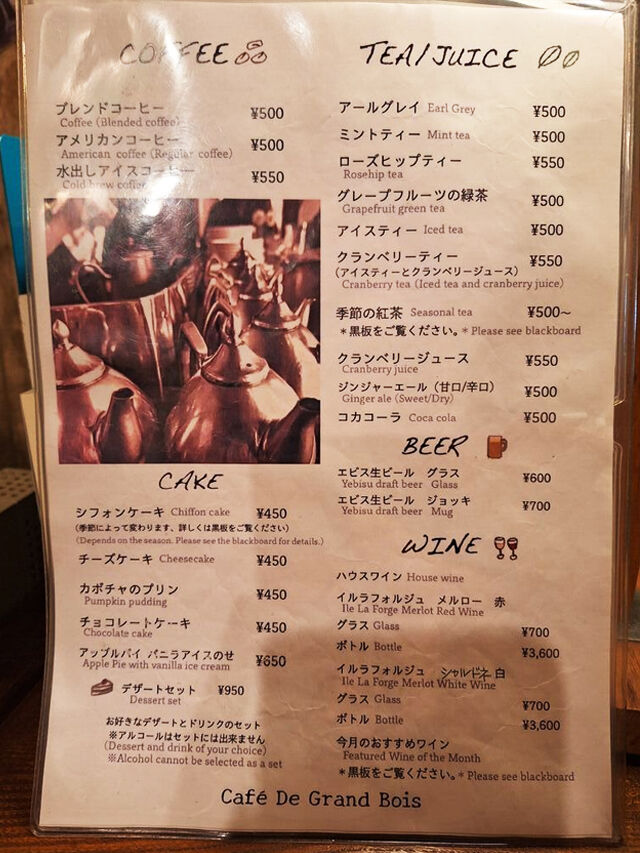 COFFEE
ブレンドコーヒー
Coffee (Blended coffee) ¥500
アメリカンコーヒー
American coffee (Regular coffee) ¥500
水出しアイスコーヒー
Cold brew coffee ¥550
CAKE
シフォンケーキ Chiffon cake ¥450
(季節によって変わります、詳しくは黒板をご覧ください)
(Depends on the season. Please see the blackboard for details.)
チーズケーキ Cheesecake ¥450
カボチャのプリン ¥450
Pumpkin pudding
チョコレートケーキ ¥450
Chocolate cake
アップルパイ バニラアイスのせ ¥650
Apple Pie with vanilla ice cream
デザートセット ¥950
Dessert set
お好きなデザートとドリンクのセット
※アルコールはセットには出来ません
(Dessert and drink of your choice)
※Alcohol cannot be selected as a set
TEA/JUICE
アールグレイ Earl Grey ¥500
ミントティー Mint tea ¥500
ローズヒップティー ¥550
Rosehip tea
グレープフルーツの緑茶 ¥500
Grapefruit green tea
アイスティー Iced tea ¥500
クランベリーティー ¥550
(アイスティーとクランベリージュース)
Cranberry tea (Iced tea and cranberry juice)
季節の紅茶 Seasonal tea ¥500〜
＊黒板をご覧ください。＊Please see blackboard
クランベリージュース ¥550
Cranberry juice
ジンジャーエール (甘口/辛口) ¥500
Ginger ale (Sweet/Dry)
コカコーラ Coca cola ¥500
BEER
エビス生ビール グラス ¥600
Yebisu draft beer Glass
エビス生ビール ジョッキ ¥700
Yebisu draft beer Mug
WINE
ハウスワイン House wine
イルラフォルジュ メルロー 赤
Ile La Forge Merlot Red Wine
グラス Glass ¥700
ボトル Bottle ¥3,600
イルラフォルジュ シャルドネ 白
Ile La Forge Merlot White Wine
グラス Glass ¥700
ボトル Bottle ¥3,600
今月のおすすめワイン
Featured Wine of the Month
＊黒板をご覧ください。＊Please see blackboard
Café De Grand Bois